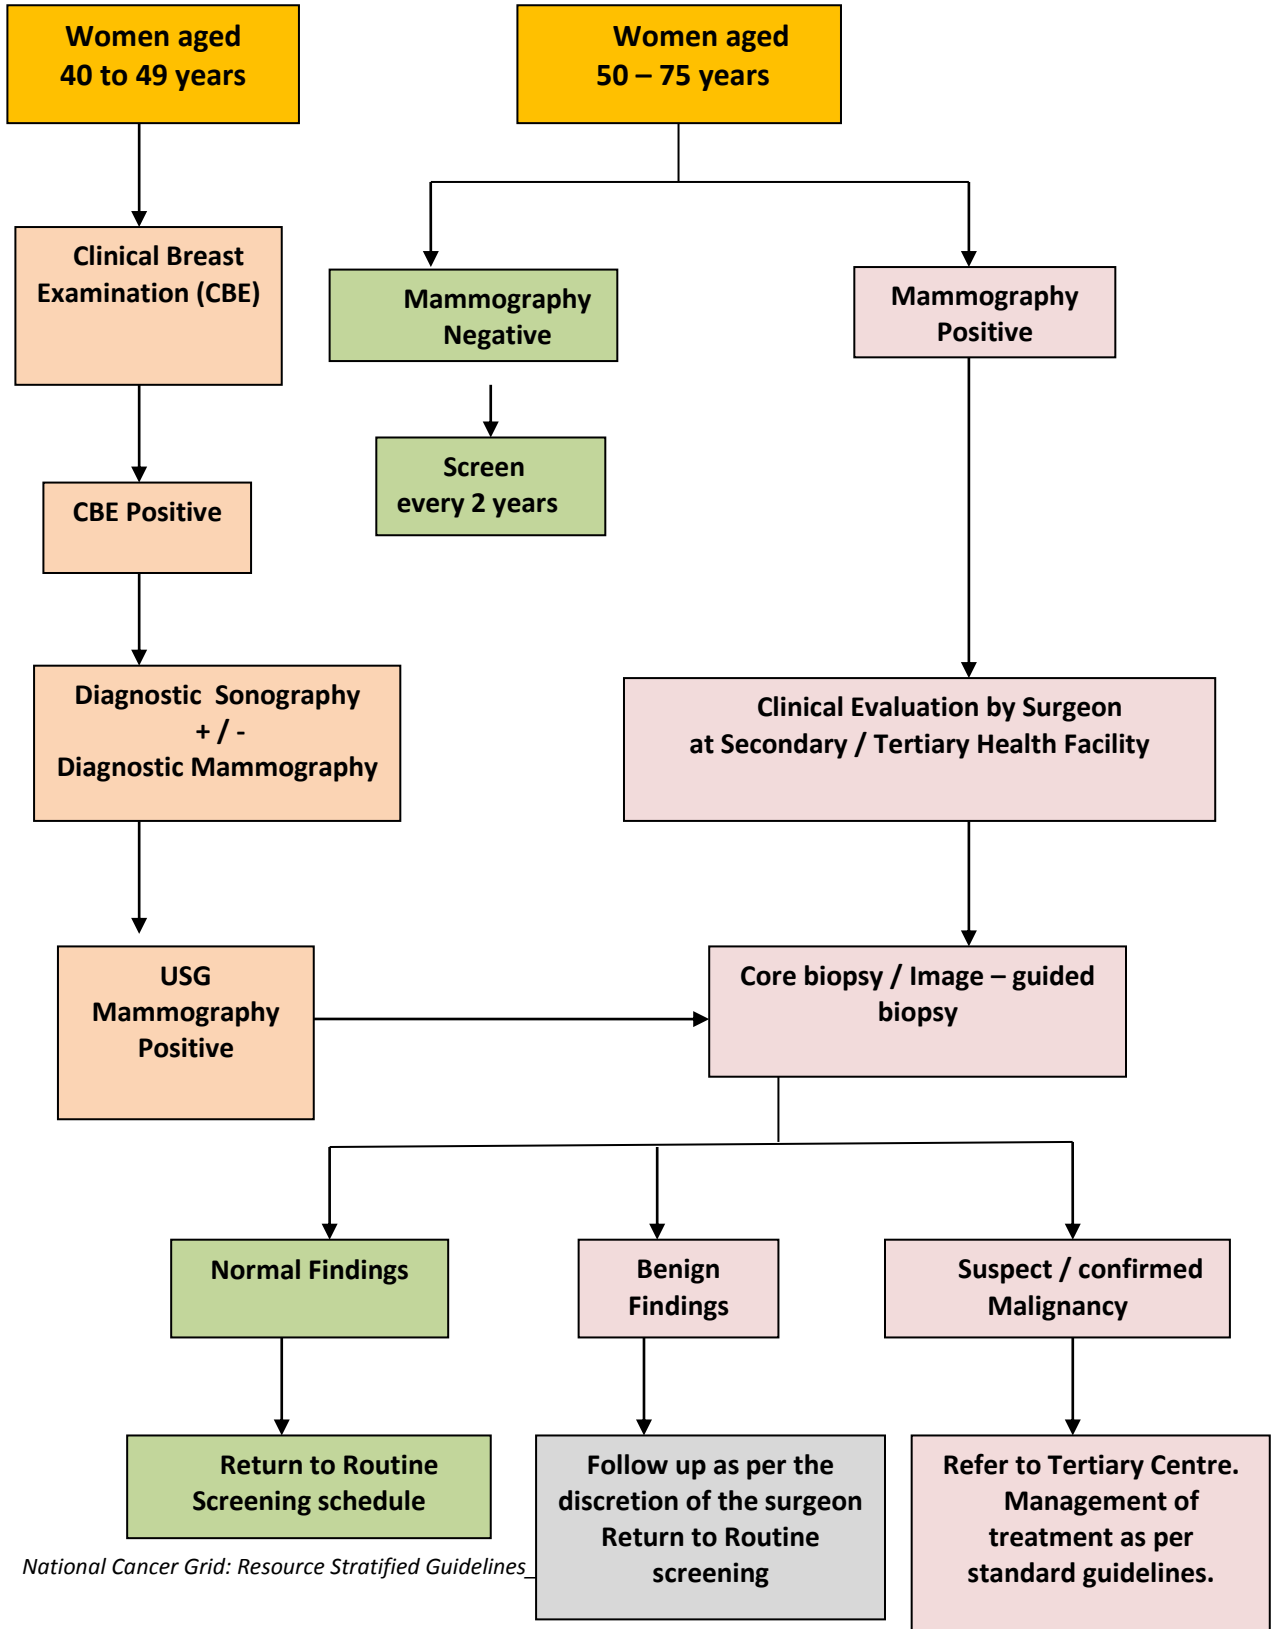 Women aged
40 to 49 years
Women aged
50 – 75 years
Clinical Breast
Examination (CBE)
Mammography
Negative
Mammography
Positive
Screen
every 2 years
CBE Positive
Diagnostic Sonography
+ / -
Diagnostic Mammography
Clinical Evaluation by Surgeon
at Secondary / Tertiary Health Facility
USG
Mammography
Positive
Core biopsy / Image – guided
biopsy
Normal Findings
Benign
Findings
Suspect / confirmed
Malignancy
Return to Routine
Screening schedule
Follow up as per the
discretion of the surgeon
Return to Routine
screening
Refer to Tertiary Centre.
Management of
treatment as per
standard guidelines.
National Cancer Grid: Resource Stratified Guidelines_